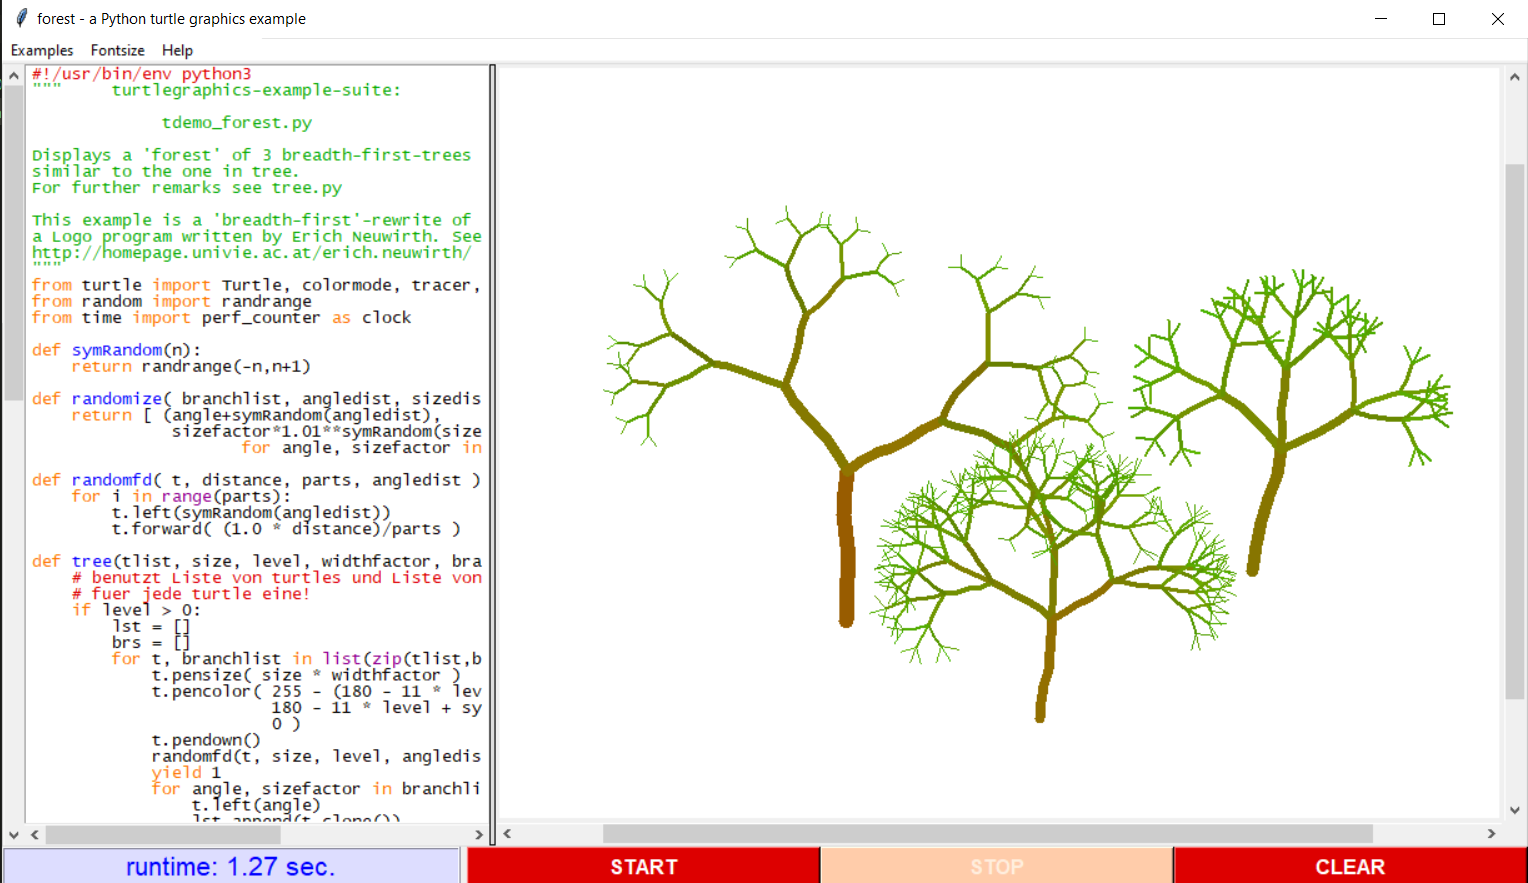 forest - a Python turtle graphics example
Examples Fontsize Help
#!/usr/bin/env python3
""" turtlegraphics-example-suite:
tdemo_forest.py
Displays a 'forest' of 3 breadth-first-trees
similar to the one in tree.
For further remarks see tree.py
This example is a 'breadth-first'-rewrite of
a Logo program written by Erich Neuwirth. See
http://homepage.univie.ac.at/erich.neuwirth/
"""
from turtle import Turtle, colormode, tracer,
from random import randrange
from time import perf_counter as clock
def symRandom(n):
    return randrange(-n,n+1)
def randomize( branchlist, angledist, sizedis
    return [ (angle+symRandom(angledist),
              sizefactor*1.01**symRandom(size
                     for angle, sizefactor in
def randomfd( t, distance, parts, angledist )
    for i in range(parts):
        t.left(symRandom(angledist))
        t.forward( (1.0 * distance)/parts )
def tree(tlist, size, level, widthfactor, bra
    # benutzt Liste von turtles und Liste von
    # fuer jede turtle eine!
    if level > 0:
        lst = []
        brs = []
        for t, branchlist in list(zip(tlist,b
            t.pensize( size * widthfactor )
            t.pencolor( 255 - (180 - 11 * lev
                        180 - 11 * level + sy
                        0 )
            t.pendown()
            randomfd(t, size, level, angledis
            yield 1
            for angle, sizefactor in branchli
                t.left(angle)
                lst.append(t.clone())
runtime: 1.27 sec.
START
STOP
CLEAR